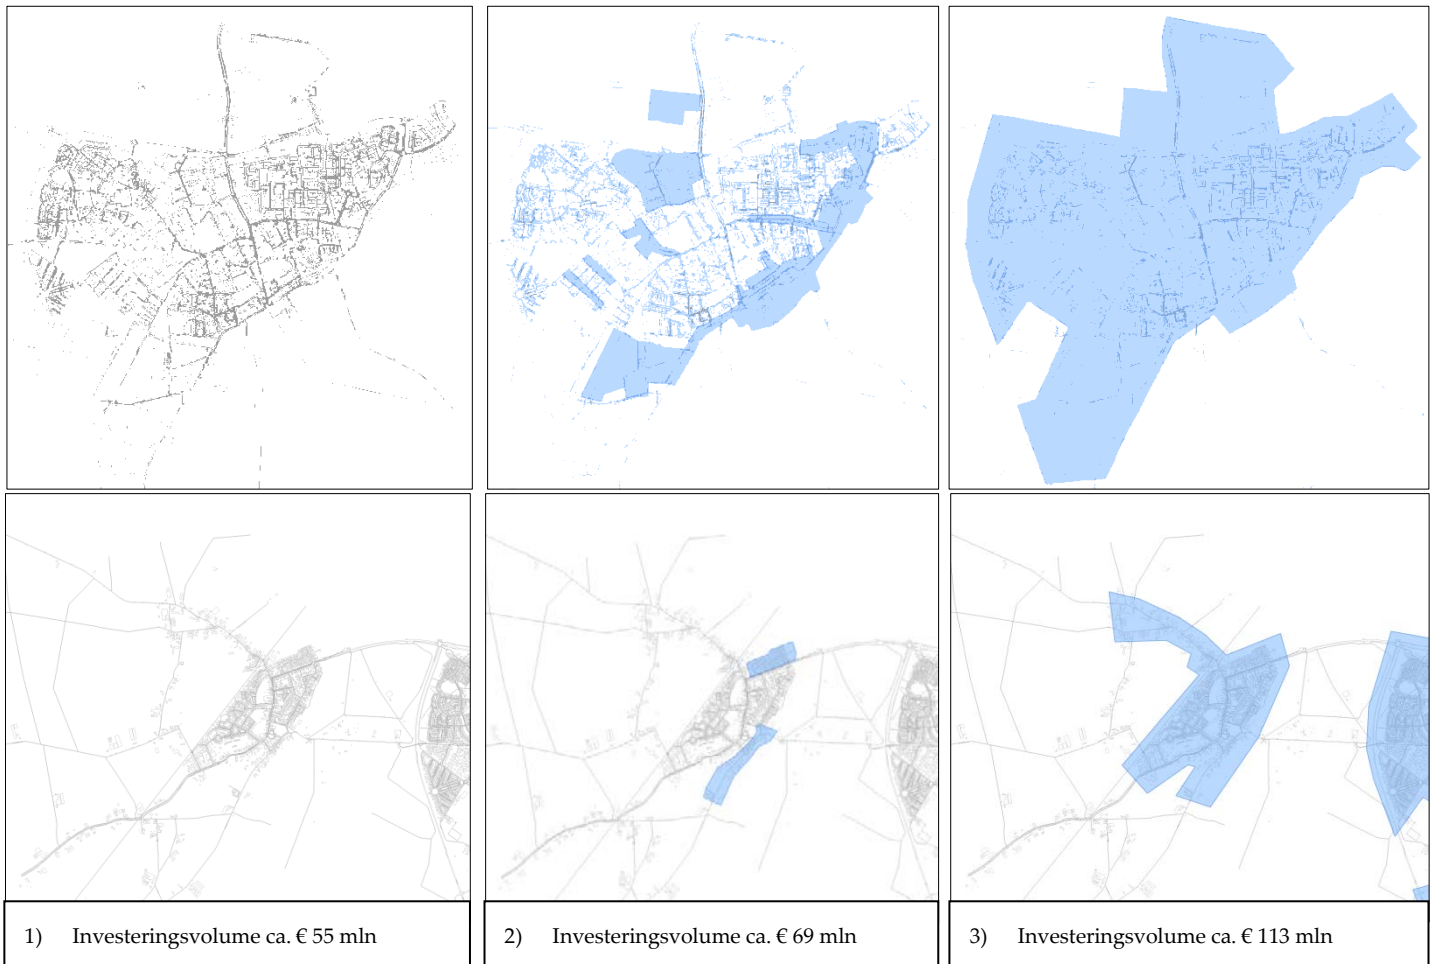 1) Investeringsvolume ca. € 55 mln
2) Investeringsvolume ca. € 69 mln
3) Investeringsvolume ca. € 113 mln